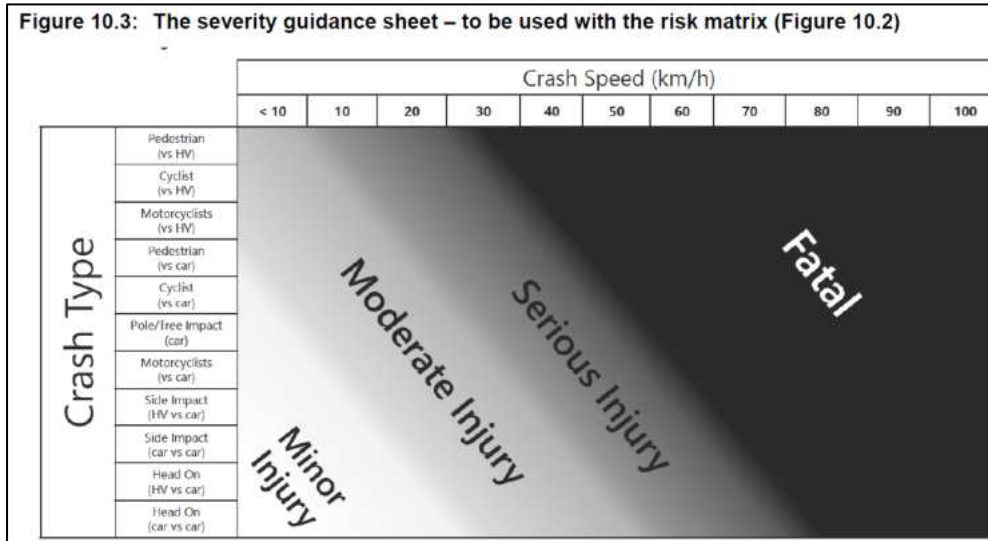 Figure 10.3: The severity guidance sheet – to be used with the risk matrix (Figure 10.2)
Crash Speed (km/h)
< 10 10 20 30 40 50 60 70 80 90 100
Crash Type
Pedestrian
(vs HV)
Cyclist
(vs HV)
Motorcyclists
(vs HV)
Pedestrian
(vs car)
Cyclist
(vs car)
Pole/Tree Impact
(car)
Motorcyclists
(vs car)
Side Impact
(HV vs car)
Side Impact
(car vs car)
Head On
(HV vs car)
Head On
(car vs car)
Minor
Injury
Moderate Injury
Serious Injury
Fatal